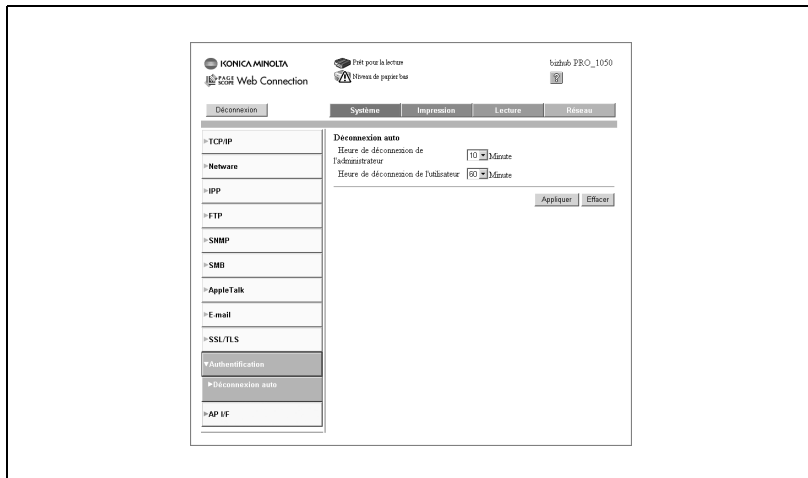 KONICA MINOLTA
PAGE SCOPE Web Connection
Prêt pour la lecture
Niveau de papier bas
bizhub PRO_1050
?
Déconnexion
Système
Impression
Lecture
Réseau
TCP/IP
Netware
IPP
FTP
SNMP
SMB
AppleTalk
E-mail
SSL/TLS
Authentification
Déconnexion auto
AP I/F
Déconnexion auto
Heure de déconnexion de
l'administrateur
10 Minute
Heure de déconnexion de l'utilisateur 60 Minute
Appliquer
Effacer